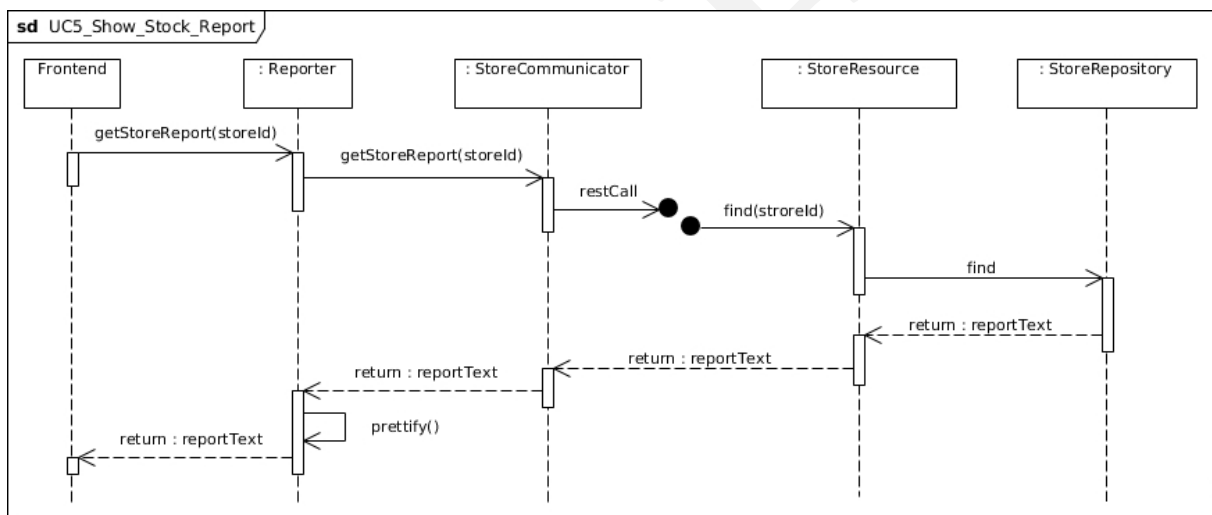 sd UC5_Show_Stock_Report
Frontend
: Reporter
: StoreCommunicator
: StoreResource
: StoreRepository
getStoreReport(storeId)
getStoreReport(storeId)
restCall
find(stroreId)
find
return : reportText
return : reportText
return : reportText
prettify()
return : reportText